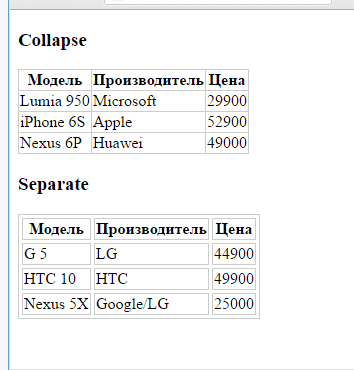 Collapse
Модель Производитель Цена
Lumia 950 Microsoft 29900
iPhone 6S Apple 52900
Nexus 6P Huawei 49000
Separate
Модель Производитель Цена
G 5 LG 44900
HTC 10 HTC 49900
Nexus 5X Google/LG 25000